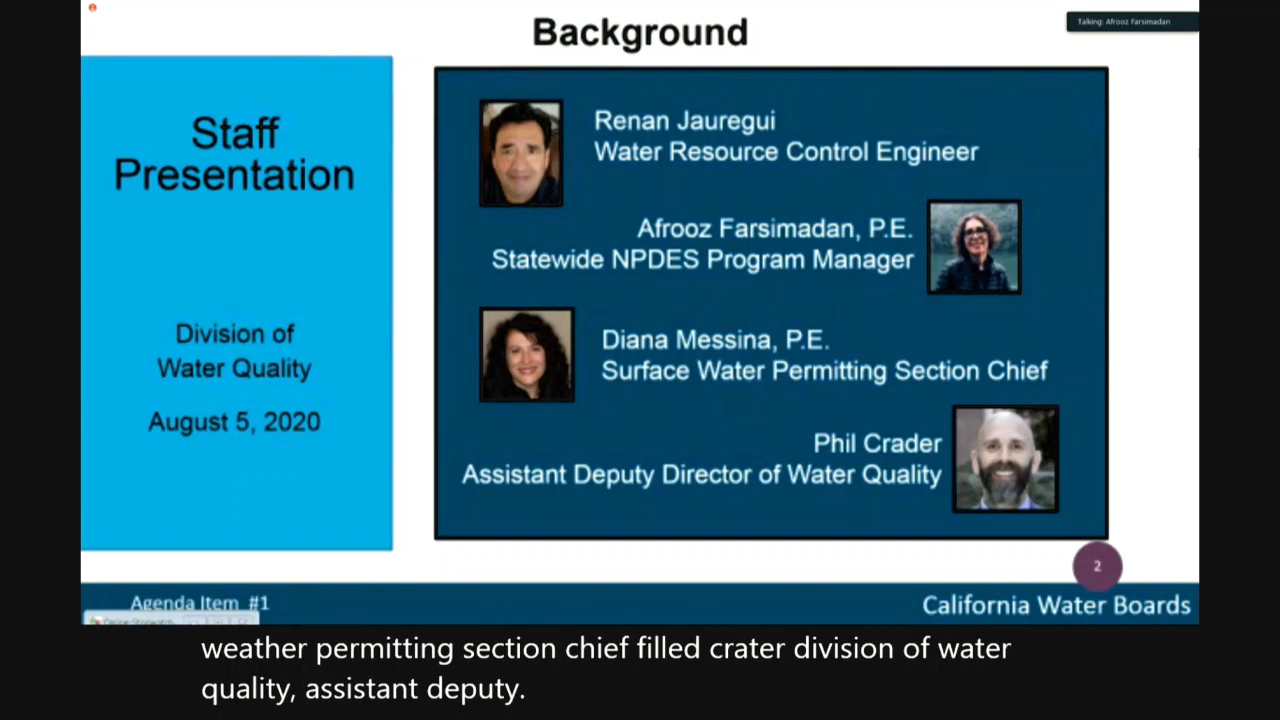 Background
Talking: Afrooz Farsimadan
Staff
Presentation
Division of
Water Quality
August 5, 2020
Renan Jauregui
Water Resource Control Engineer
Afrooz Farsimadan, P.E.
Statewide NPDES Program Manager
Diana Messina, P.E.
Surface Water Permitting Section Chief
Phil Crader
Assistant Deputy Director of Water Quality
2
Agenda Item #1
California Water Boards
Online-Stopwatch
weather permitting section chief filled crater division of water
quality, assistant deputy.